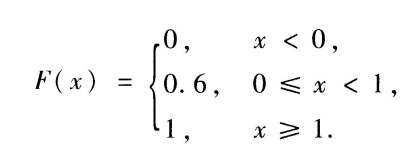 0, x < 0,
F(x) = { 0.6, 0 ≤ x < 1,
1, x ≥ 1.